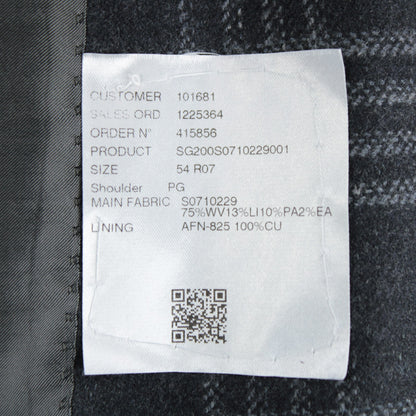 CUSTOMER 101681
SALES ORD. 1225364
ORDER N° 415856
PRODUCT SG200S0710229001
SIZE 54 R07
Shoulder PG
MAIN FABRIC S0710229
75%WV13%LI10%PA2%EA
LINING AFN-825 100%CU